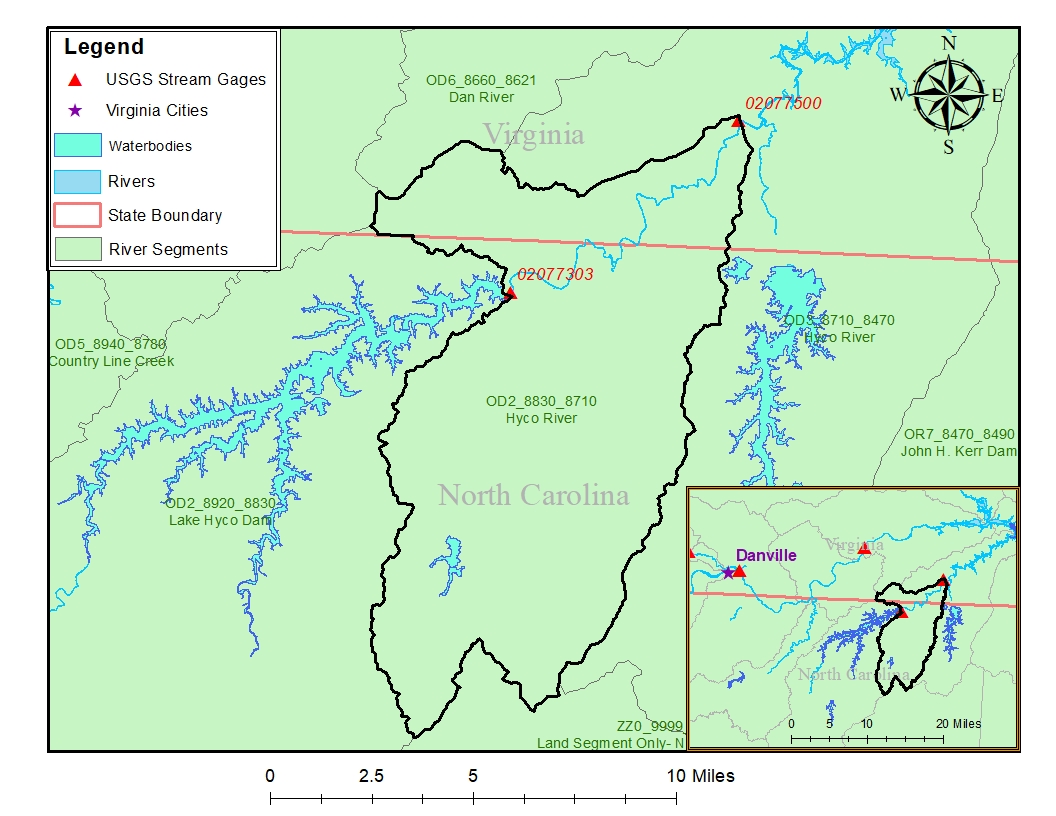 Legend
USGS Stream Gages
Virginia Cities
Waterbodies
Rivers
State Boundary
River Segments
N
W
E
S
OD6_8660_8621
Dan River
Virginia
02077500
02077303
OD5_8940_8780
Country Line Creek
OD3_8710_8470
Hyco River
OD2_8830_8710
Hyco River
OR7_8470_8490
John H. Kerr Dam
North Carolina
OD2_8920_8830
Lake Hyco Dam
ZZ0_9999
Land Segment Only- N
Danville
Virginia
North Carolina
0 5 10 20 Miles
0 2.5 5 10 Miles